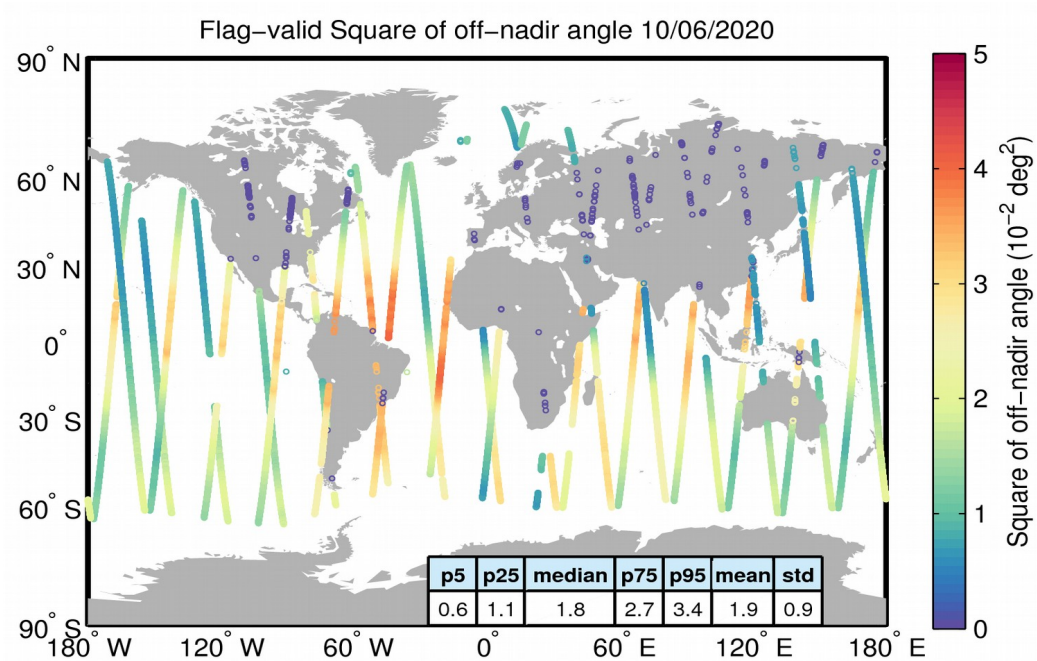 Flag−valid Square of off−nadir angle 10/06/2020
90° N
60° N
30° N
0°
30° S
60° S
90° S
180° W
120° W
60° W
0°
60° E
120° E
180° E
p5 p25 median p75 p95 mean std
0.6 1.1 1.8 2.7 3.4 1.9 0.9
5
4
3
2
1
0
Square of off−nadir angle (10⁻² deg²)